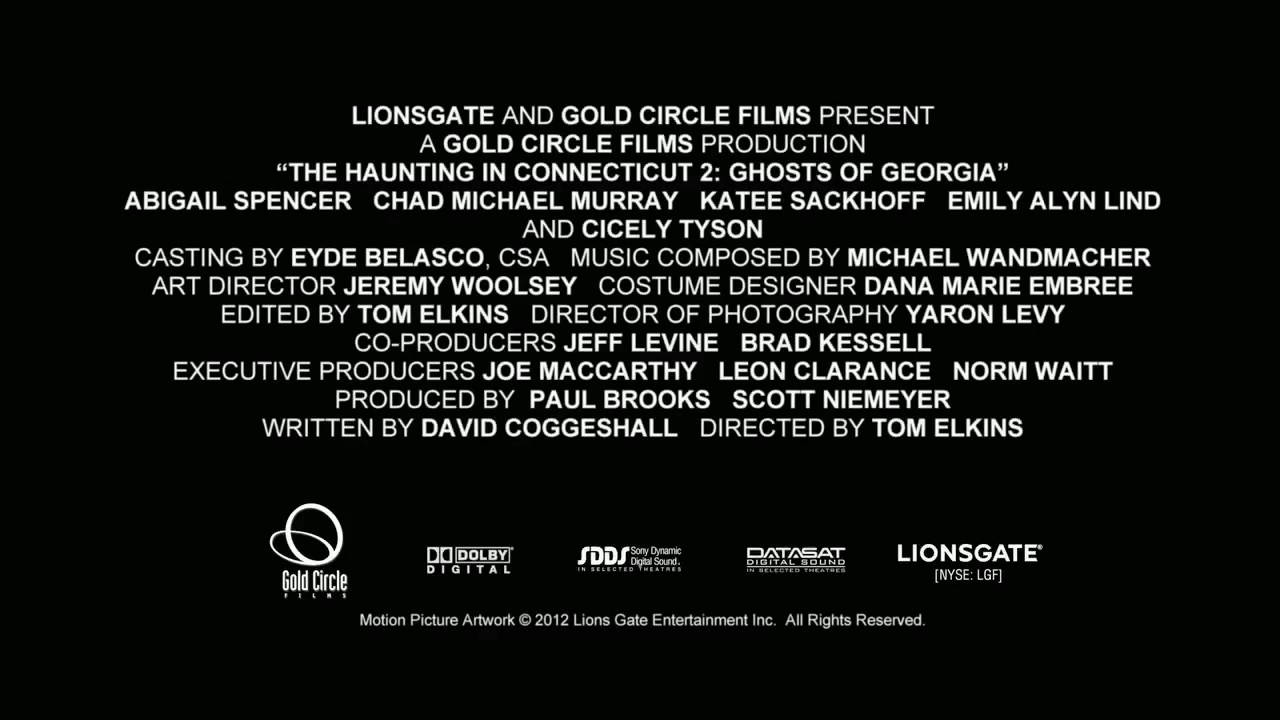 LIONSGATE AND GOLD CIRCLE FILMS PRESENT
A GOLD CIRCLE FILMS PRODUCTION
“THE HAUNTING IN CONNECTICUT 2: GHOSTS OF GEORGIA”
ABIGAIL SPENCER CHAD MICHAEL MURRAY KATEE SACKHOFF EMILY ALYN LIND
AND CICELY TYSON
CASTING BY EYDE BELASCO, CSA MUSIC COMPOSED BY MICHAEL WANDMACHER
ART DIRECTOR JEREMY WOOLSEY COSTUME DESIGNER DANA MARIE EMBREE
EDITED BY TOM ELKINS DIRECTOR OF PHOTOGRAPHY YARON LEVY
CO-PRODUCERS JEFF LEVINE BRAD KESSELL
EXECUTIVE PRODUCERS JOE MACCARTHY LEON CLARANCE NORM WAITT
PRODUCED BY PAUL BROOKS SCOTT NIEMEYER
WRITTEN BY DAVID COGGESHALL DIRECTED BY TOM ELKINS
Gold Circle
FILMS
DOLBY®
DIGITAL
SDDS Sony Dynamic
Digital Sound®
IN SELECTED THEATRES
DATASAT
DIGITAL SOUND
IN SELECTED THEATRES
LIONSGATE®
[NYSE: LGF]
Motion Picture Artwork © 2012 Lions Gate Entertainment Inc. All Rights Reserved.